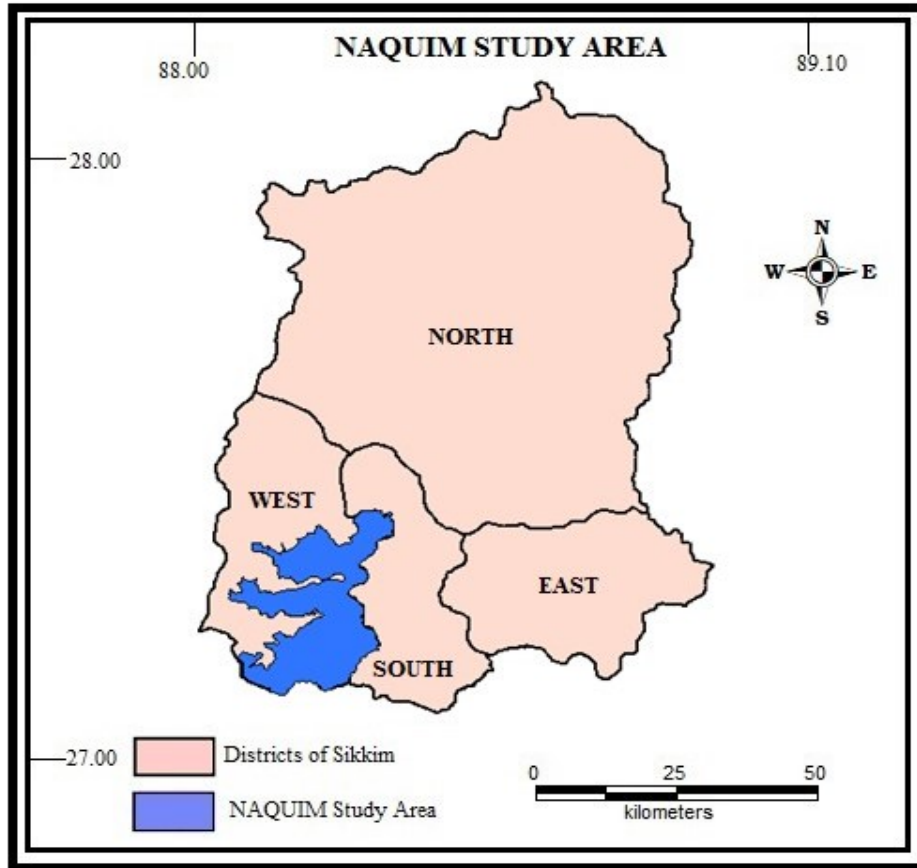 NAQUIM STUDY AREA
88.00
89.10
28.00
N
W E
S
NORTH
WEST
EAST
SOUTH
27.00
Districts of Sikkim
NAQUIM Study Area
0 25 50
kilometers